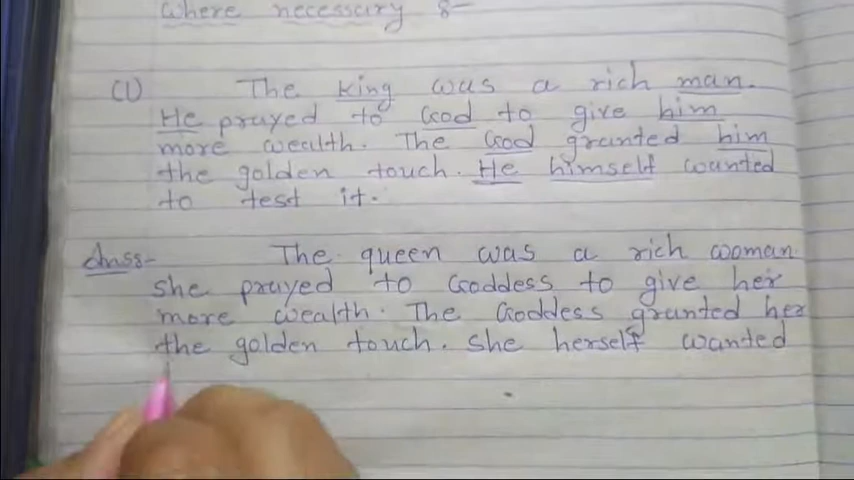 where necessary :-
(1) The King was a rich man.
He prayed to God to give him
more wealth. The God granted him
the golden touch. He himself wanted
to test it.
Ans:- The queen was a rich woman.
she prayed to Goddess to give her
more wealth. The Goddess granted her
the golden touch. she herself wanted